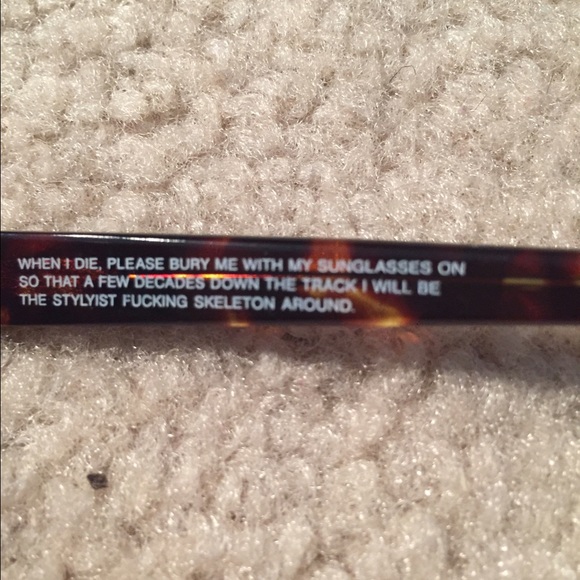 WHEN I DIE, PLEASE BURY ME WITH MY SUNGLASSES ON
SO THAT A FEW DECADES DOWN THE TRACK I WILL BE
THE STYLYIST FUCKING SKELETON AROUND.